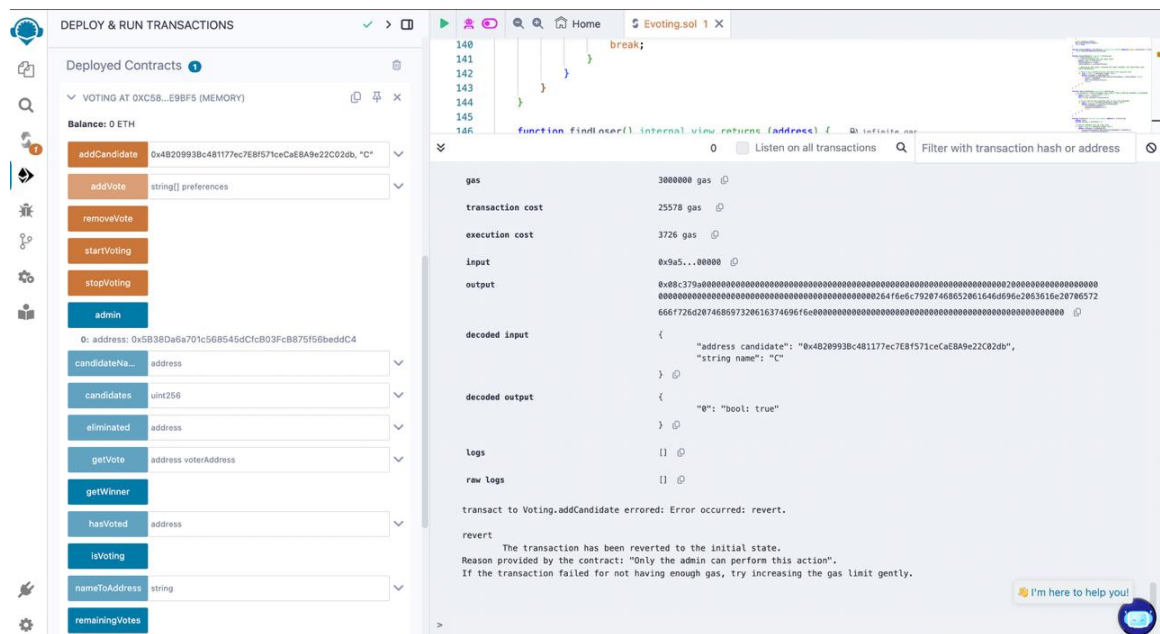 DEPLOY & RUN TRANSACTIONS
Deployed Contracts 1
VOTING AT 0XC58...E9BF5 (MEMORY)
Balance: 0 ETH
addCandidate 0x4B20993Bc481177ec7E8f571ceCaE8A9e22C02db, "C"
addVote string[] preferences
removeVote
startVoting
stopVoting
admin
0: address: 0x5B38Da6a701c568545dCfcB03FcB875f56beddC4
candidateNa... address
candidates uint256
eliminated address
getVote address voterAddress
getWinner
hasVoted address
isVoting
nameToAddress string
remainingVotes
Home
Evoting.sol 1
140 break;
141 }
142 }
143 }
144 }
145
146 function findLoser() internal view returns (address) { Infinite gas
0 Listen on all transactions Filter with transaction hash or address
gas 3000000 gas
transaction cost 25578 gas
execution cost 3726 gas
input 0x9a5...00000
output
decoded input {
"address candidate": "0x4B20993Bc481177ec7E8f571ceCaE8A9e22C02db",
"string name": "C"
}
decoded output {
"0": "bool: true"
}
logs []
raw logs []
transact to Voting.addCandidate errored: Error occurred: revert.
revert
The transaction has been reverted to the initial state.
Reason provided by the contract: "Only the admin can perform this action".
If the transaction failed for not having enough gas, try increasing the gas limit gently.
>
I'm here to help you!